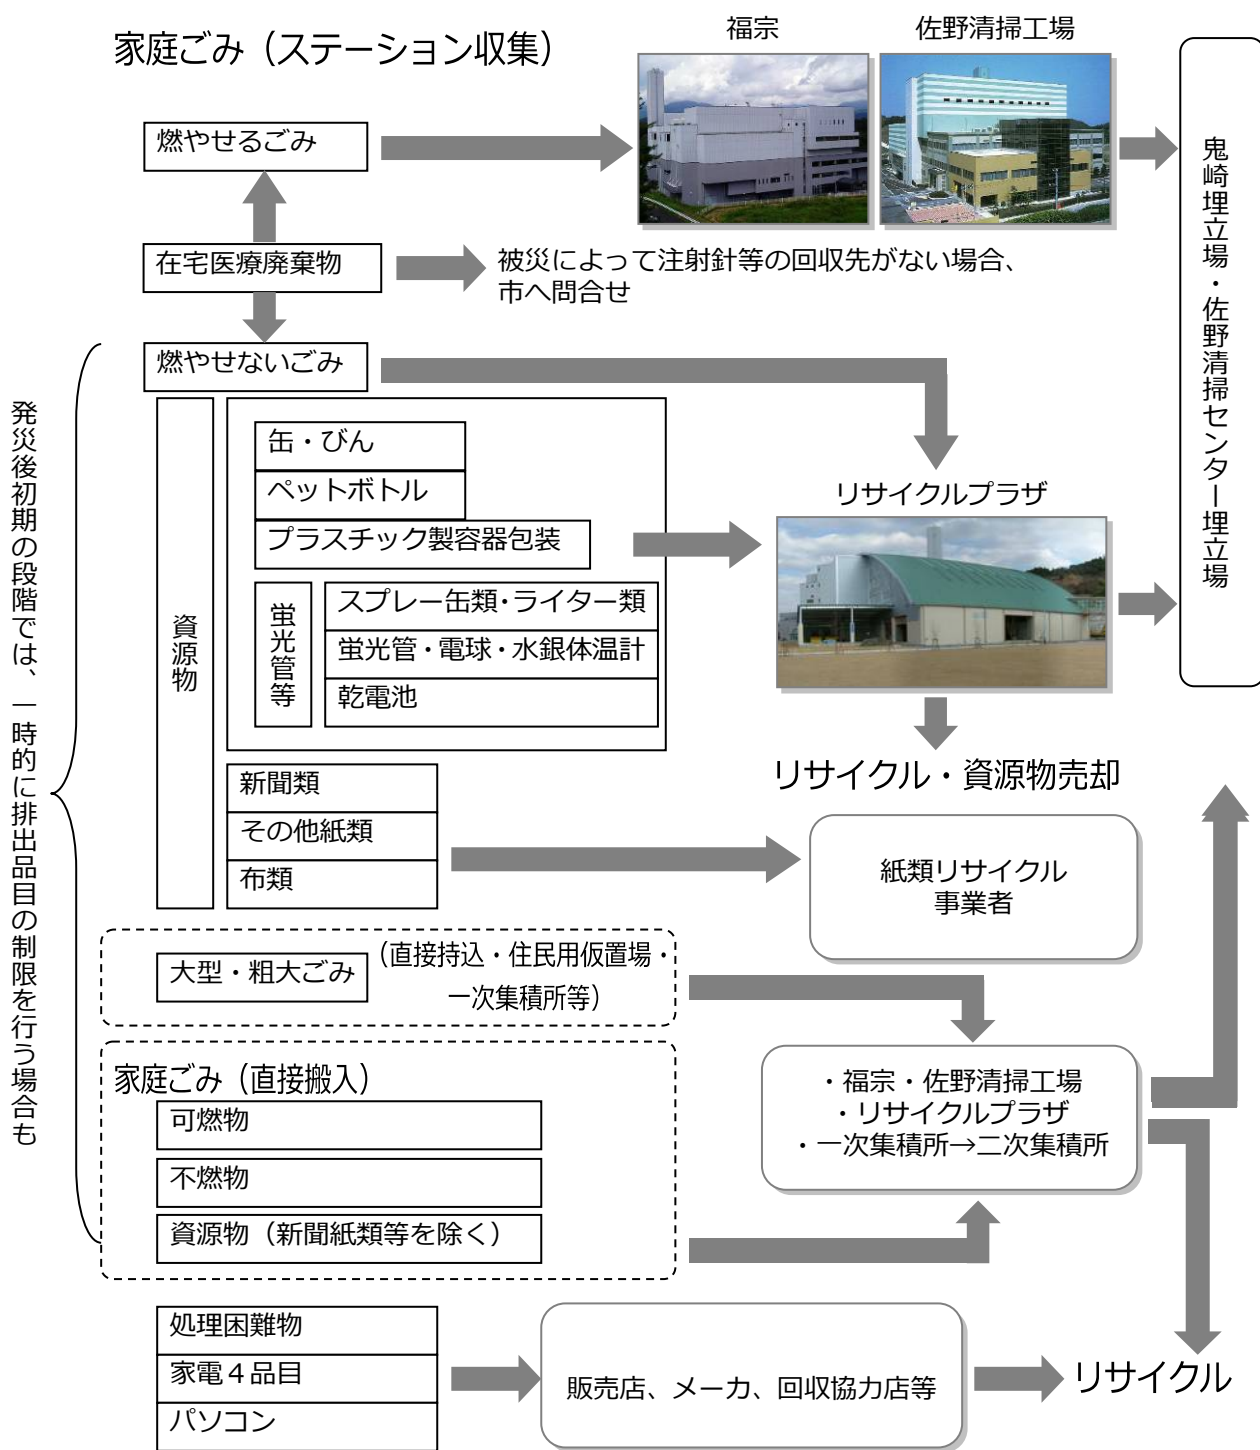 家庭ごみ（ステーション収集）
福宗
佐野清掃工場
燃やせるごみ
在宅医療廃棄物
被災によって注射針等の回収先がない場合、
市へ問合せ
燃やせないごみ
鬼崎埋立場・佐野清掃センター埋立場
発災後初期の段階では、一時的に排出品目の制限を行う場合も
資源物
缶・びん
ペットボトル
プラスチック製容器包装
蛍光管等
スプレー缶類・ライター類
蛍光管・電球・水銀体温計
乾電池
リサイクルプラザ
リサイクル・資源物売却
新聞類
その他紙類
布類
紙類リサイクル
事業者
大型・粗大ごみ
（直接持込・住民用仮置場・
一次集積所等）
家庭ごみ（直接搬入）
可燃物
不燃物
資源物（新聞紙類等を除く）
・福宗・佐野清掃工場
・リサイクルプラザ
・一次集積所→二次集積所
処理困難物
家電４品目
パソコン
販売店、メーカ、回収協力店等
リサイクル